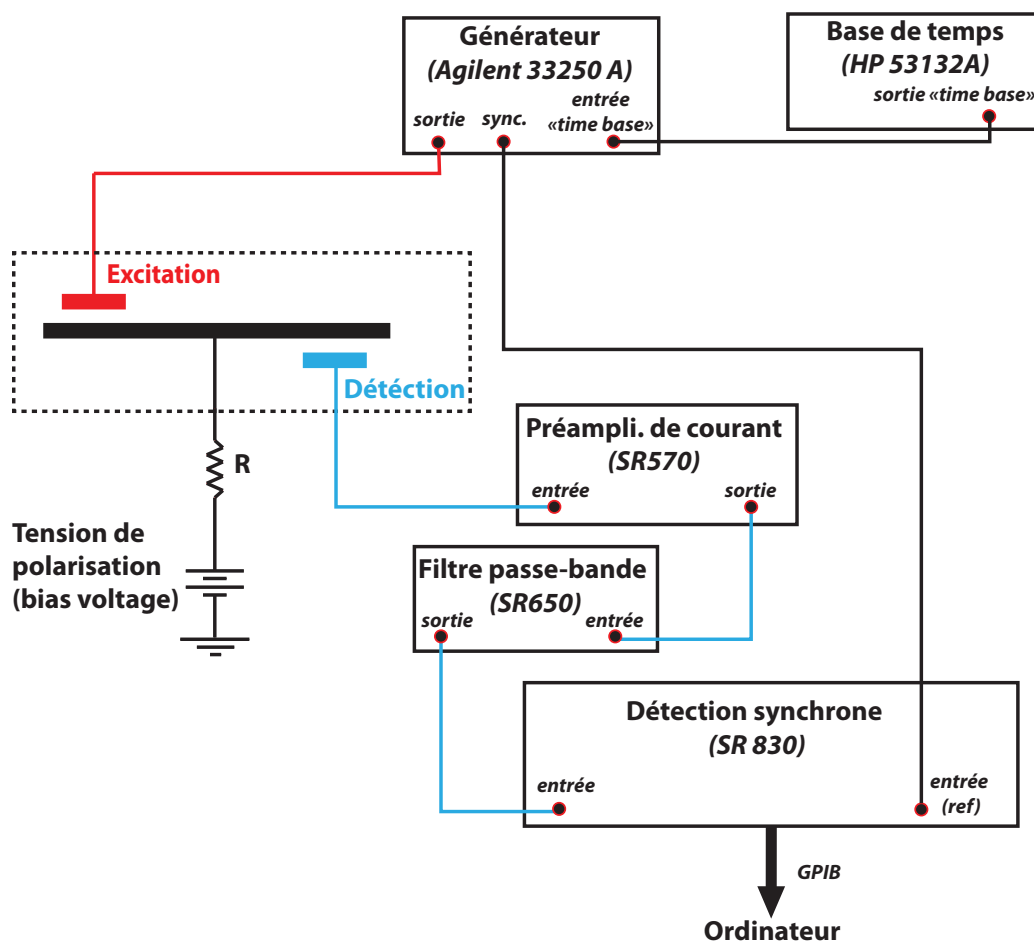 Générateur
(Agilent 33250 A)
sortie
sync.
entrée
«time base»
Base de temps
(HP 53132A)
sortie «time base»
Excitation
Détéction
R
Tension de
polarisation
(bias voltage)
Préampli. de courant
(SR570)
entrée
sortie
Filtre passe-bande
(SR650)
sortie
entrée
Détection synchrone
(SR 830)
entrée
entrée
(ref)
GPIB
Ordinateur